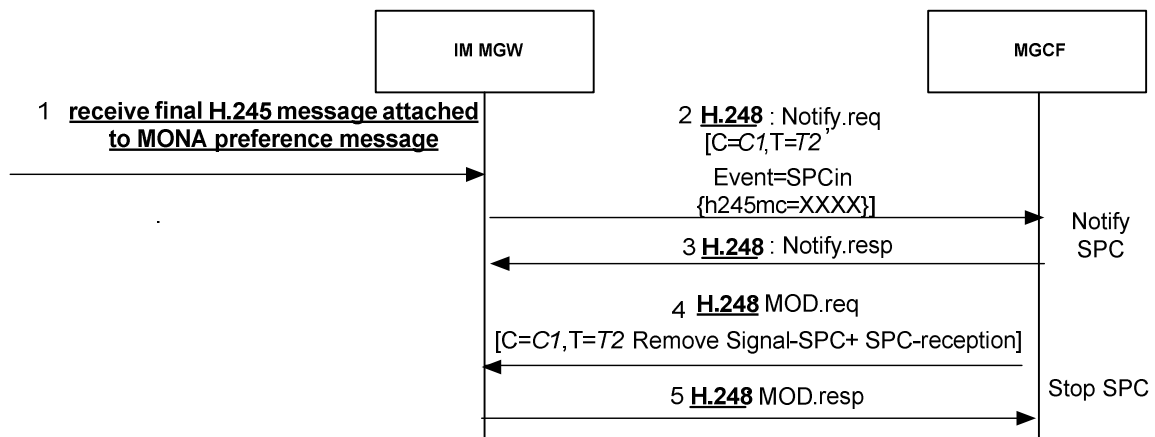 IM MGW
MGCF
1 receive final H.245 message attached
to MONA preference message
2 H.248 : Notify.req
[C=C1,T=T2,
Event=SPCin
{h245mc=XXXX}]
Notify
SPC
3 H.248 : Notify.resp
4 H.248 MOD.req
[C=C1,T=T2 Remove Signal-SPC+ SPC-reception]
Stop SPC
5 H.248 MOD.resp